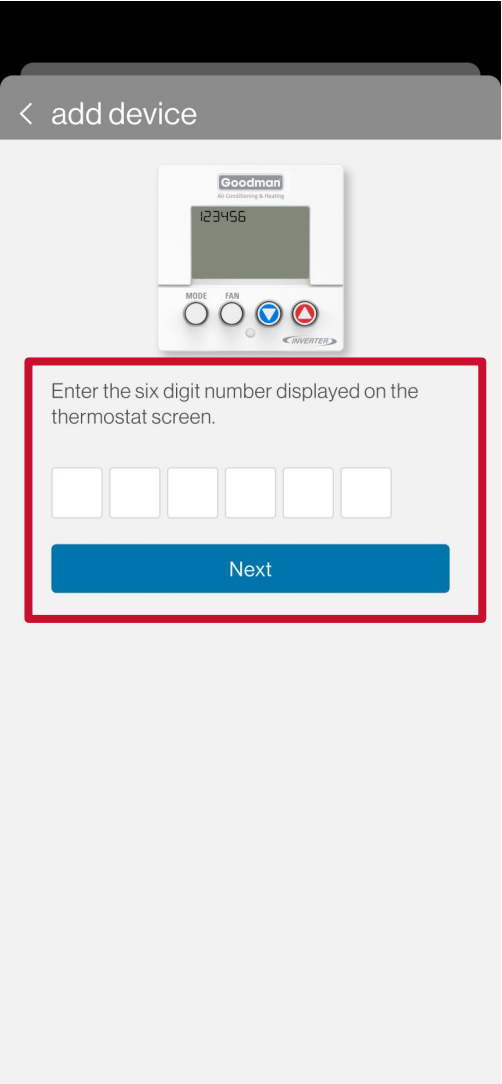 add device
Goodman
Air Conditioning & Heating
123456
MODE FAN
INVERTER
Enter the six digit number displayed on the
thermostat screen.
Next